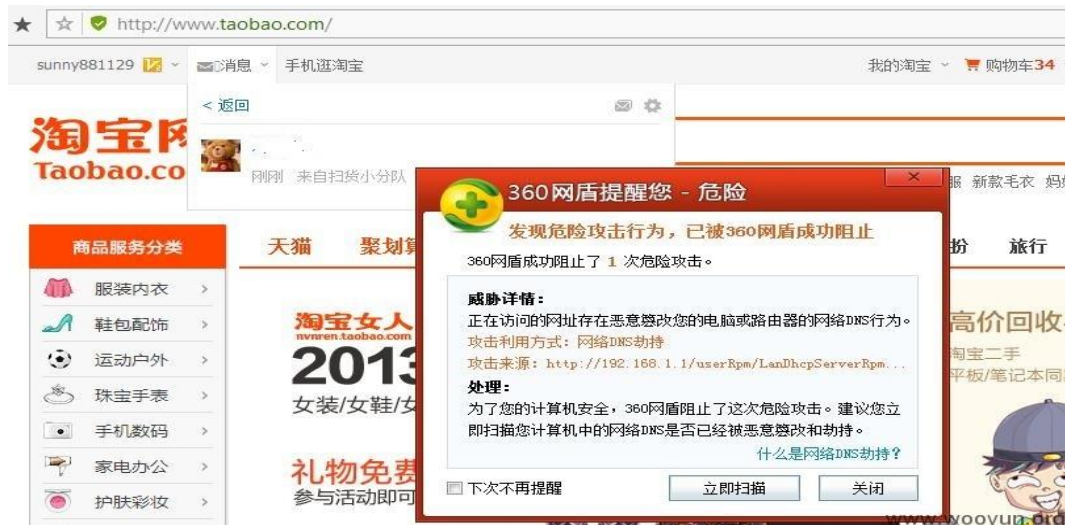 http://www.taobao.com/
sunny881129
消息
手机逛淘宝
我的淘宝
购物车34
< 返回
刚刚 来自扫货小分队
淘宝网
Taobao.co
360网盾提醒您 - 危险
发现危险攻击行为，已被360网盾成功阻止
360网盾成功阻止了 1 次危险攻击。
威胁详情：
正在访问的网址存在恶意篡改您的电脑或路由器的网络DNS行为。
攻击利用方式：网络DNS劫持
攻击来源：http://192.168.1.1/userRpm/LanDhcpServerRpm...
处理：
为了您的计算机安全，360网盾阻止了这次危险攻击。建议您立
即扫描您计算机中的网络DNS是否已经被恶意篡改和劫持。
什么是网络DNS劫持？
下次不再提醒
立即扫描
关闭
服 新款毛衣
商品服务分类
天猫
聚划算
旅行
服装内衣
鞋包配饰
运动户外
珠宝手表
手机数码
家电办公
护肤彩妆
淘宝女人
nvren.taobao.com
2013
女装/女鞋/女
礼物免费
参与活动即可
高价回收
淘宝二手
平板/笔记本同
www.wooyun.org